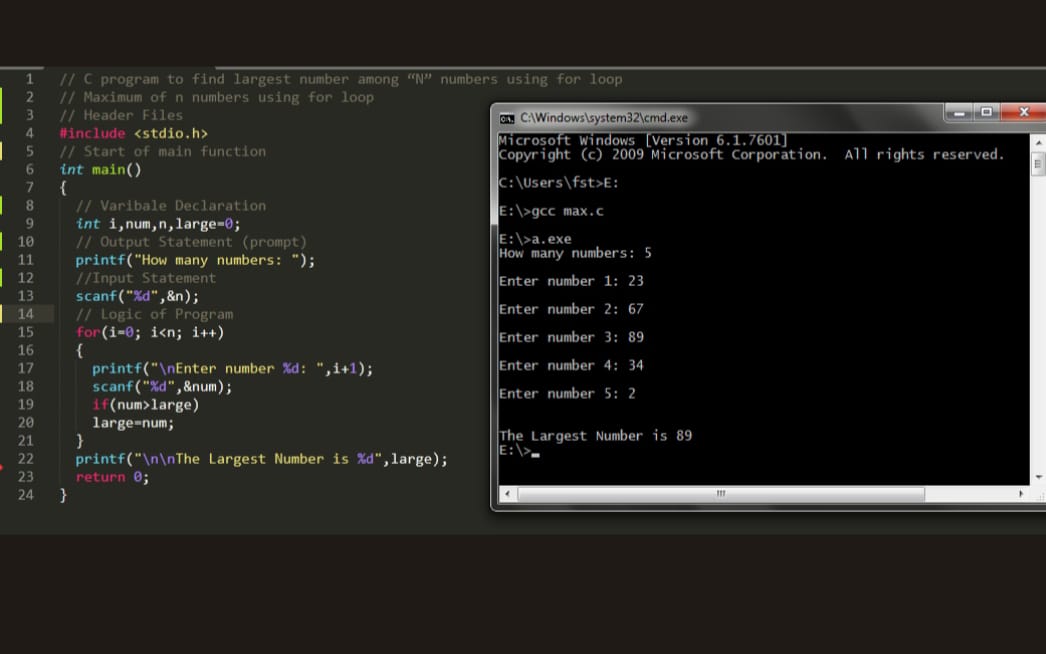 1 // C program to find largest number among “N” numbers using for loop
2 // Maximum of n numbers using for loop
3 // Header Files
4 #include <stdio.h>
5 // Start of main function
6 int main()
7 {
8 // Varibale Declaration
9 int i,num,n,large=0;
10 // Output Statement (prompt)
11 printf("How many numbers: ");
12 //Input Statement
13 scanf("%d",&n);
14 // Logic of Program
15 for(i=0; i<n; i++)
16 {
17 printf("\nEnter number %d: ",i+1);
18 scanf("%d",&num);
19 if(num>large)
20 large=num;
21 }
22 printf("\n\nThe Largest Number is %d",large);
23 return 0;
24 }
C:\Windows\system32\cmd.exe
Microsoft Windows [Version 6.1.7601]
Copyright (c) 2009 Microsoft Corporation. All rights reserved.
C:\Users\fst>E:
E:\>gcc max.c
E:\>a.exe
How many numbers: 5
Enter number 1: 23
Enter number 2: 67
Enter number 3: 89
Enter number 4: 34
Enter number 5: 2
The Largest Number is 89
E:\>_